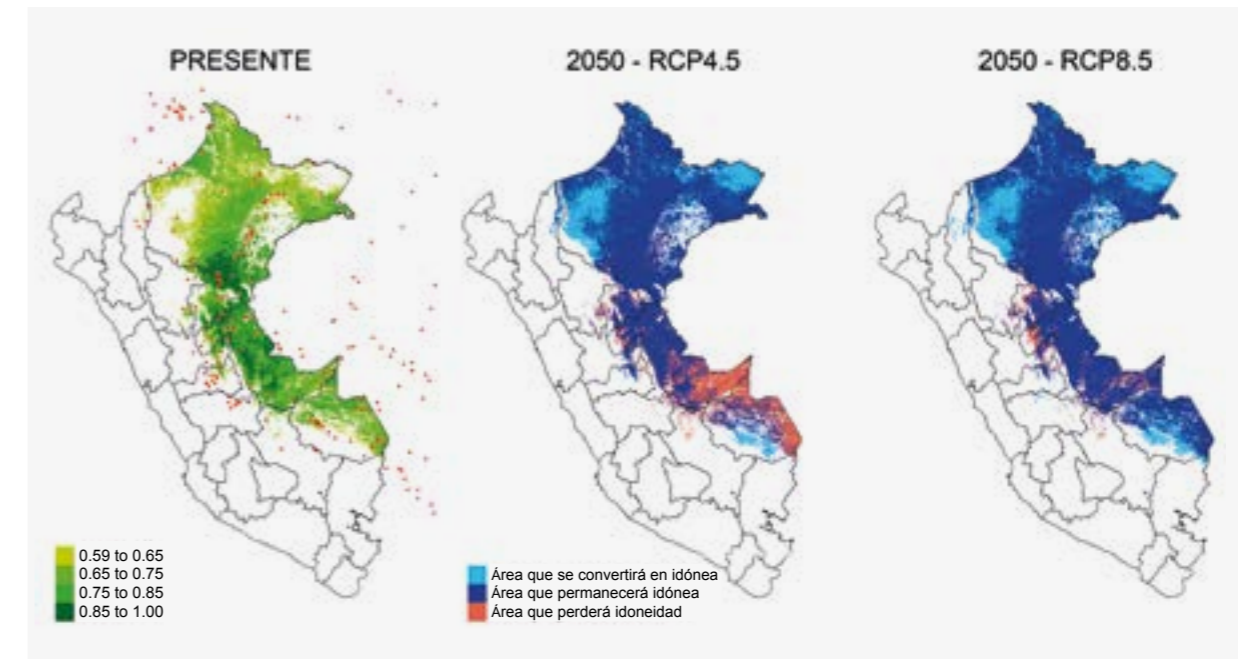 PRESENTE
2050 - RCP4.5
2050 - RCP8.5
0.59 to 0.65
0.65 to 0.75
0.75 to 0.85
0.85 to 1.00
Área que se convertirá en idónea
Área que permanecerá idónea
Área que perderá idoneidad